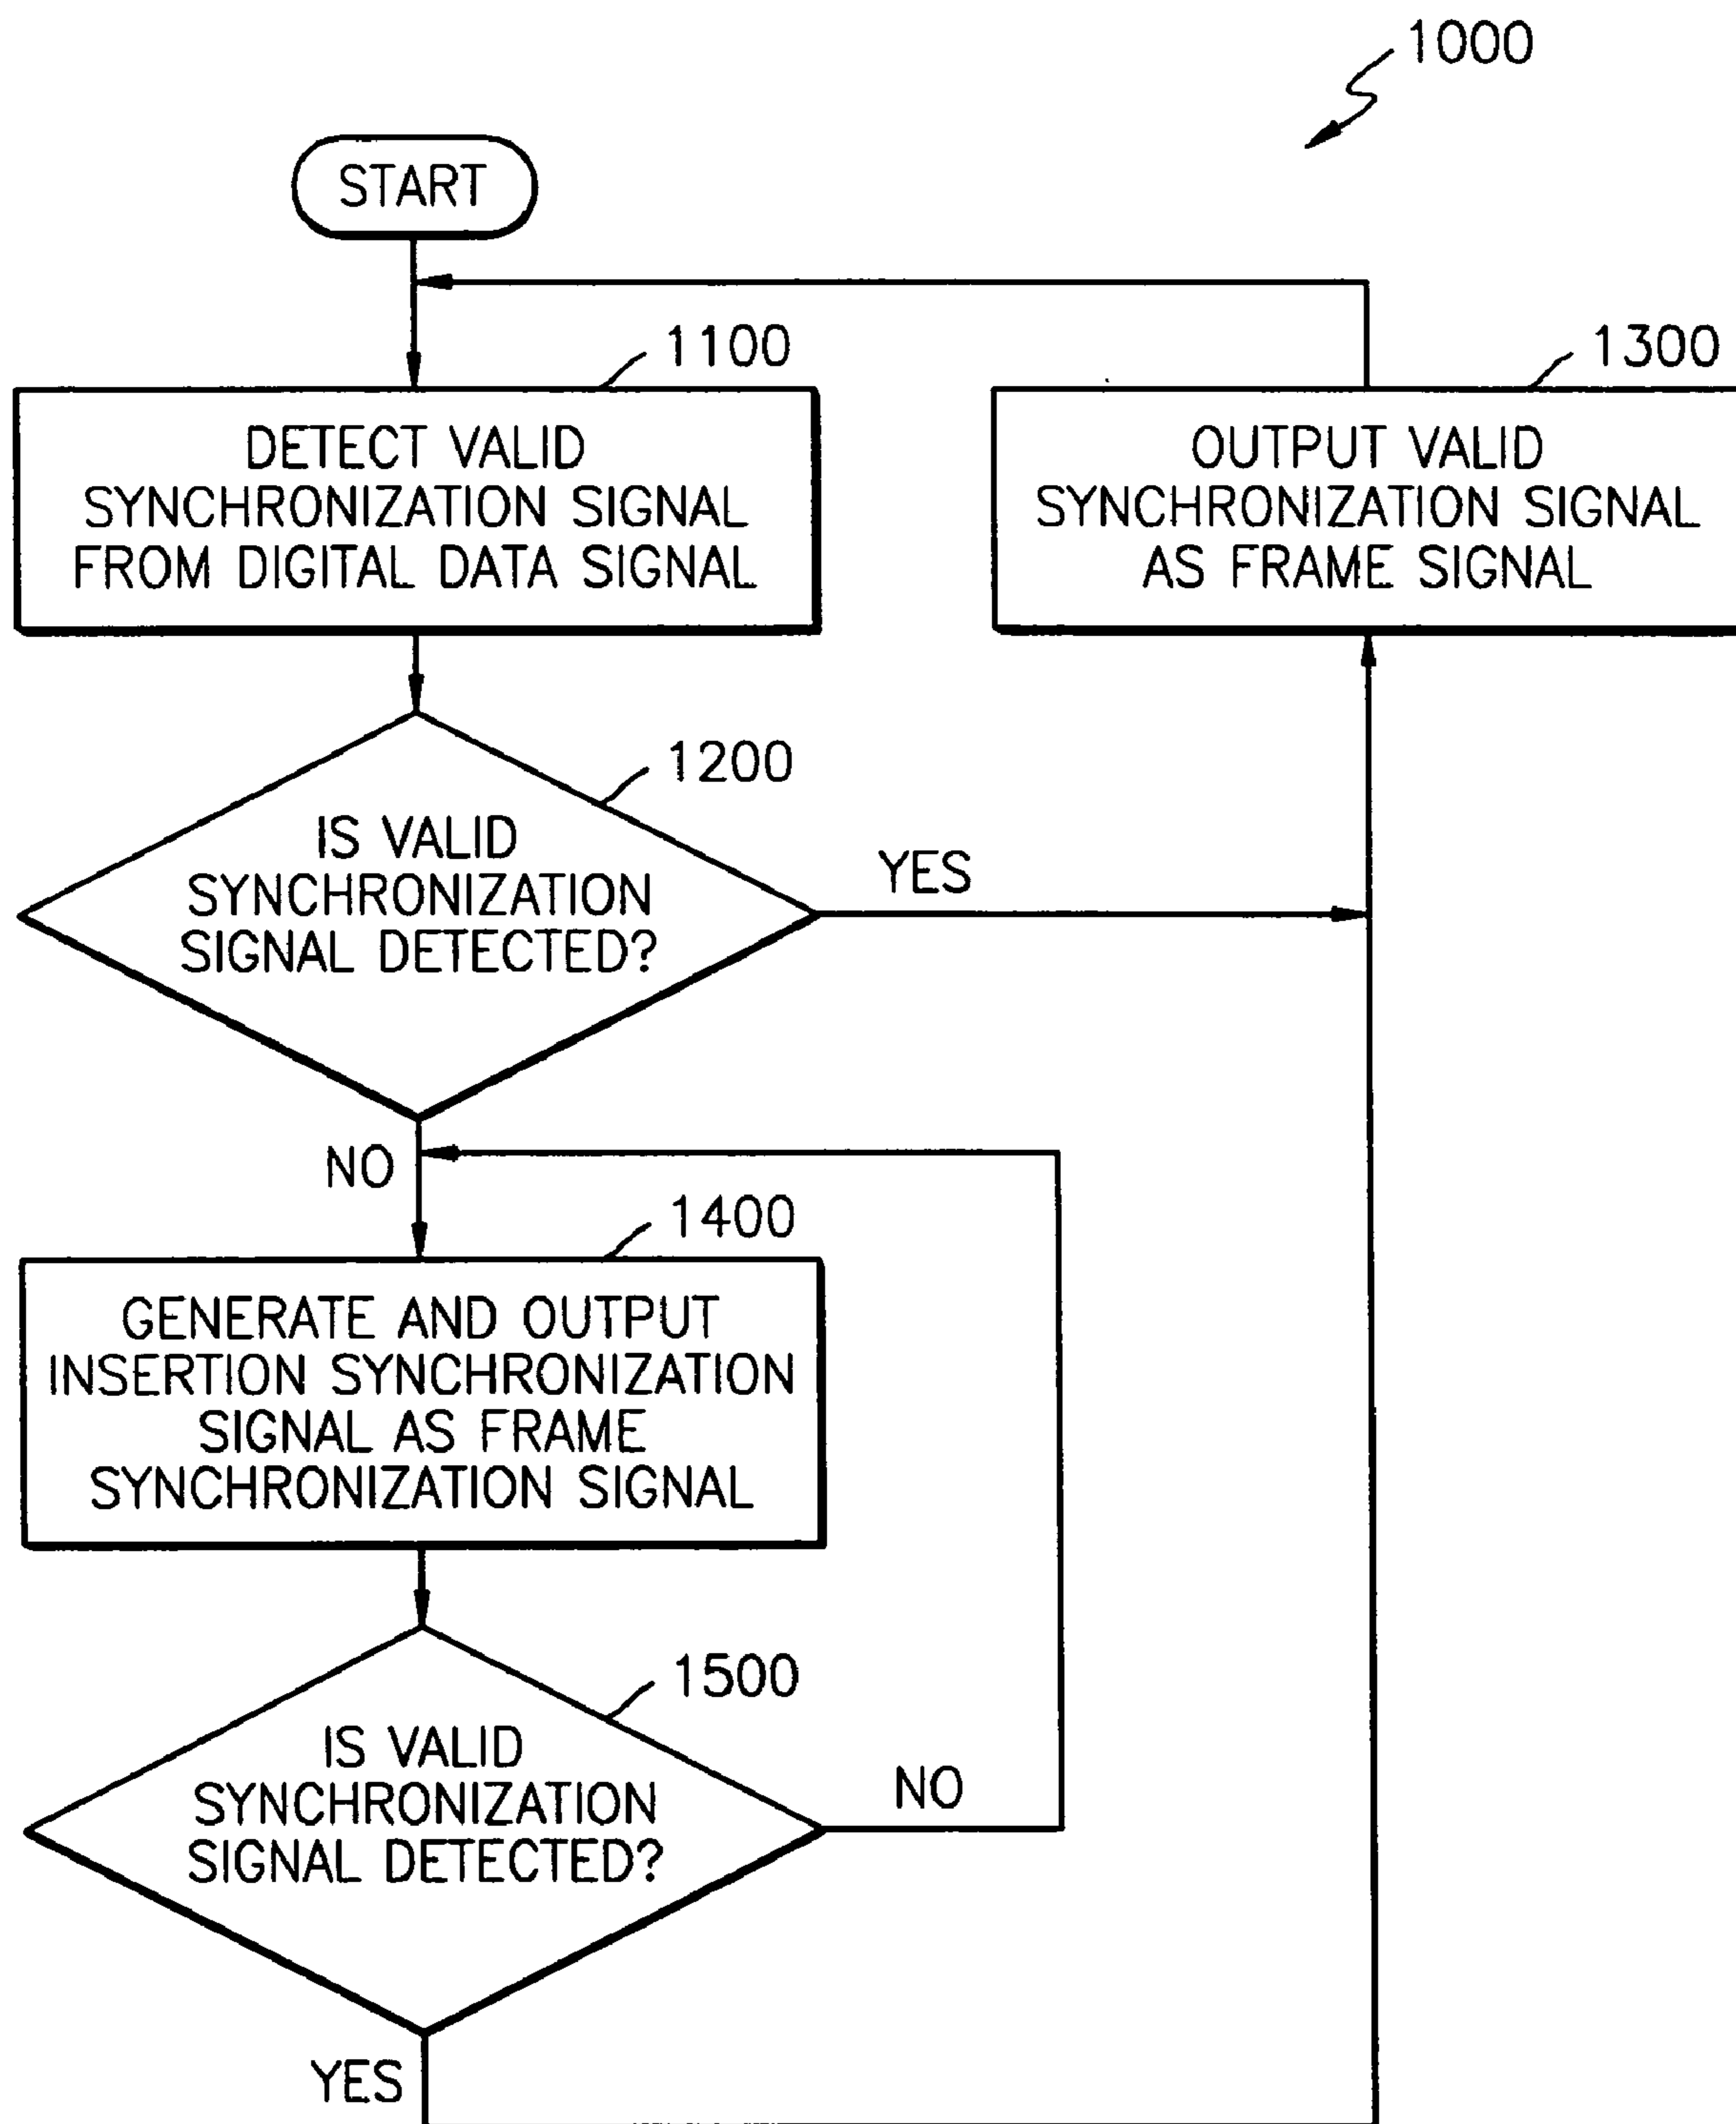 1000
START
1100
DETECT VALID
SYNCHRONIZATION SIGNAL
FROM DIGITAL DATA SIGNAL
1300
OUTPUT VALID
SYNCHRONIZATION SIGNAL
AS FRAME SIGNAL
1200
IS VALID
SYNCHRONIZATION
SIGNAL DETECTED?
YES
NO
1400
GENERATE AND OUTPUT
INSERTION SYNCHRONIZATION
SIGNAL AS FRAME
SYNCHRONIZATION SIGNAL
1500
IS VALID
SYNCHRONIZATION
SIGNAL DETECTED?
NO
YES